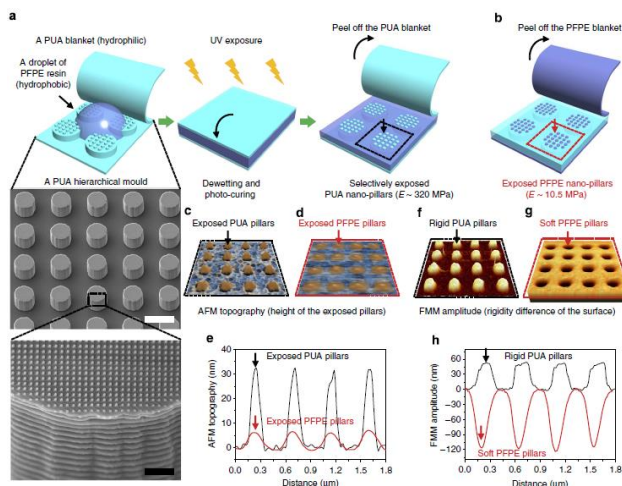 a
b
A PUA blanket (hydrophilic)
UV exposure
Peel off the PUA blanket
Peel off the PFPE blanket
A droplet of
PFPE resin
(hydrophobic)
A PUA hierarchical mould
Dewetting and
photo-curing
Selectively exposed
PUA nano-pillars (E ~ 320 MPa)
Exposed PFPE nano-pillars
(E ~ 10.5 MPa)
c
Exposed PUA pillars
d
Exposed PFPE pillars
f
Rigid PUA pillars
g
Soft PFPE pillars
AFM topography (height of the exposed pillars)
FMM amplitude (rigidity difference of the surface)
e
Exposed PUA pillars
Exposed PFPE pillars
AFM topography (nm)
40
30
20
10
0
0.0 0.3 0.6 0.9 1.2 1.5 1.8
Distance (μm)
h
Rigid PUA pillars
Soft PFPE pillars
FMM amplitude (nm)
60
30
0
–30
–60
–90
–120
0.0 0.3 0.6 0.9 1.2 1.5 1.8
Distance (μm)